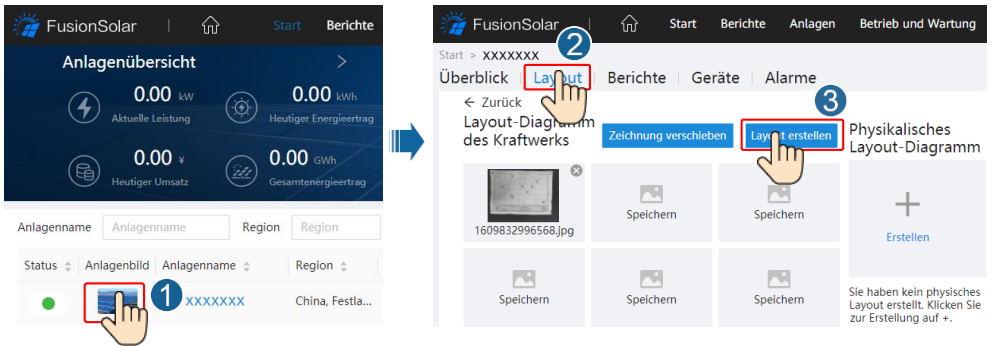 FusionSolar
Start
Berichte
Anlagenübersicht
0.00 kW
Aktuelle Leistung
0.00 kWh
Heutiger Energieertrag
0.00 ¥
Heutiger Umsatz
0.00 GWh
Gesamtenergieertrag
Anlagenname
Anlagenname
Region
Region
Status
Anlagenbild
Anlagenname
Region
1
XXXXXXX
China, Festla...
FusionSolar
Start
Berichte
Anlagen
Betrieb und Wartung
Start > XXXXXXX
2
Überblick
Layout
Berichte
Geräte
Alarme
← Zurück
3
Layout-Diagramm
des Kraftwerks
Zeichnung verschieben
Layout erstellen
Physikalisches
Layout-Diagramm
1609832996568.jpg
Speichern
Speichern
Erstellen
Speichern
Speichern
Speichern
Sie haben kein physisches
Layout erstellt. Klicken Sie
zur Erstellung auf +.